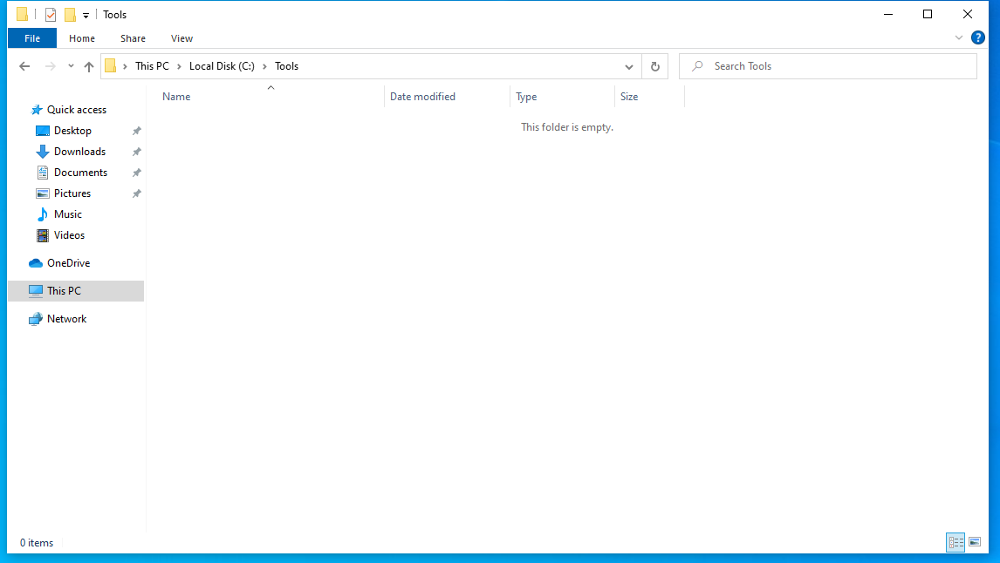 Tools
File Home Share View
?
This PC Local Disk (C:) Tools
Search Tools
Name Date modified Type Size
This folder is empty.
Quick access
Desktop
Downloads
Documents
Pictures
Music
Videos
OneDrive
This PC
Network
0 items